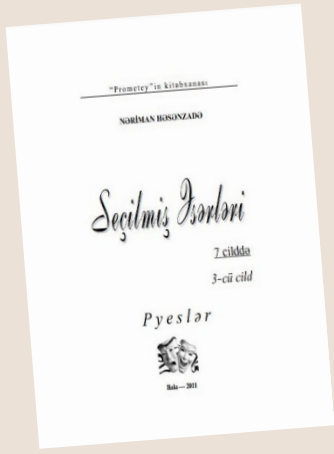 "Prometey"in kitabxanası
NƏRİMAN HƏSƏNZADƏ
Seçilmiş Əsərləri
7 cilddə
3-cü cild
Pyeslər
Bakı — 2011